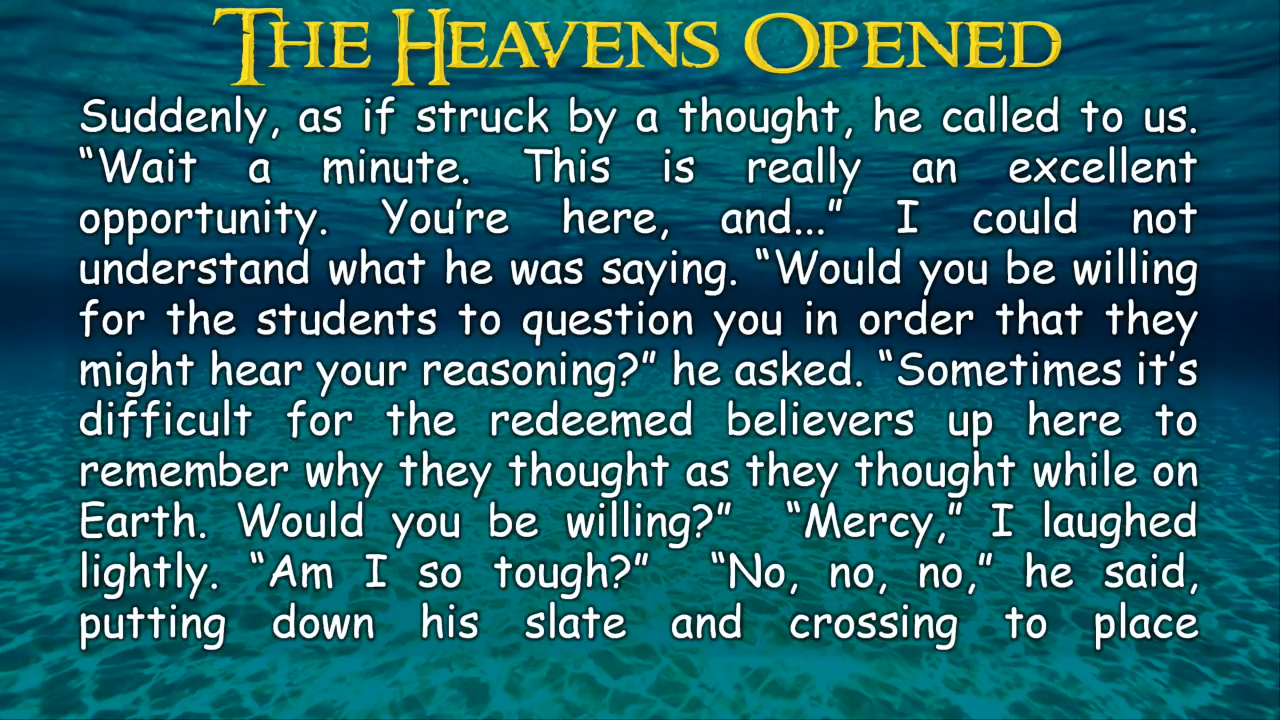 THE HEAVENS OPENED
Suddenly, as if struck by a thought, he called to us.
“Wait a minute. This is really an excellent
opportunity. You’re here, and...” I could not
understand what he was saying. “Would you be willing
for the students to question you in order that they
might hear your reasoning?” he asked. “Sometimes it’s
difficult for the redeemed believers up here to
remember why they thought as they thought while on
Earth. Would you be willing?” “Mercy,” I laughed
lightly. “Am I so tough?” “No, no, no,” he said,
putting down his slate and crossing to place